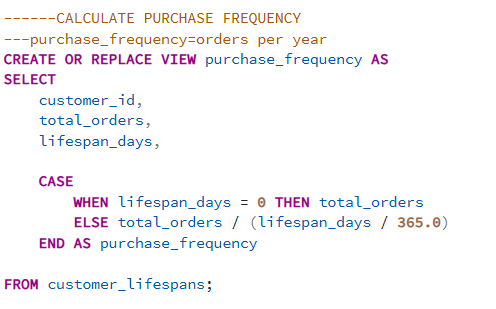 ------CALCULATE PURCHASE FREQUENCY
---purchase_frequency=orders per year
CREATE OR REPLACE VIEW purchase_frequency AS
SELECT
    customer_id,
    total_orders,
    lifespan_days,

    CASE
        WHEN lifespan_days = 0 THEN total_orders
        ELSE total_orders / (lifespan_days / 365.0)
    END AS purchase_frequency

FROM customer_lifespans;